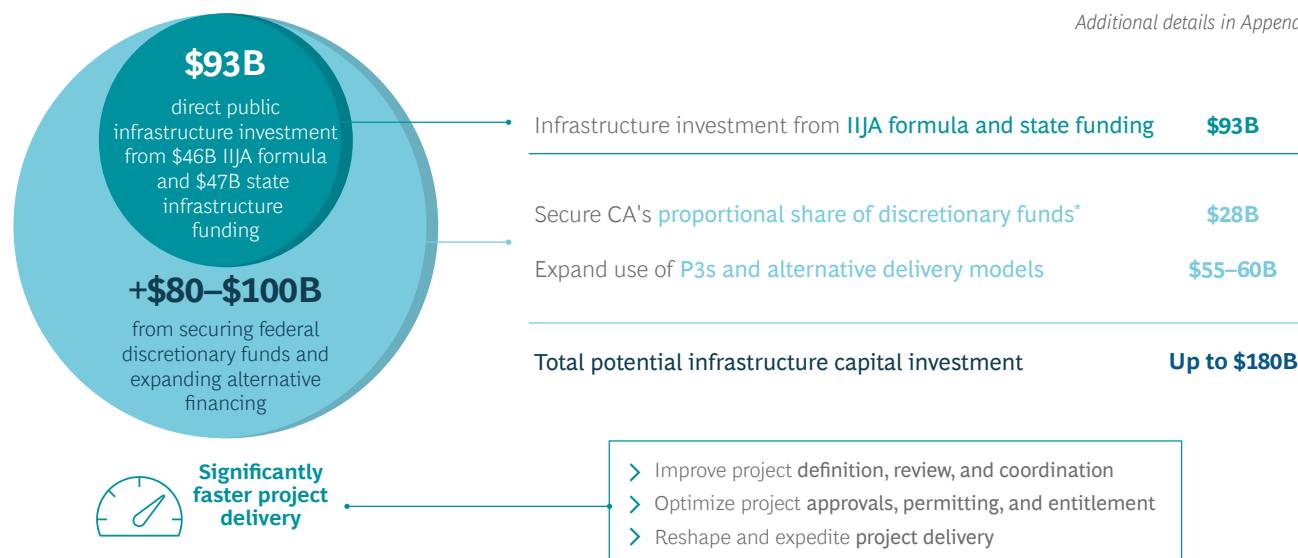 Additional details in Append
$93B
direct public
infrastructure investment
from $46B IIJA formula
and $47B state
infrastructure
funding
+$80–$100B
from securing federal
discretionary funds and
expanding alternative
financing
Infrastructure investment from IIJA formula and state funding $93B
Secure CA's proportional share of discretionary funds* $28B
Expand use of P3s and alternative delivery models $55–60B
Total potential infrastructure capital investment Up to $180B
Significantly
faster project
delivery
Improve project definition, review, and coordination
Optimize project approvals, permitting, and entitlement
Reshape and expedite project delivery